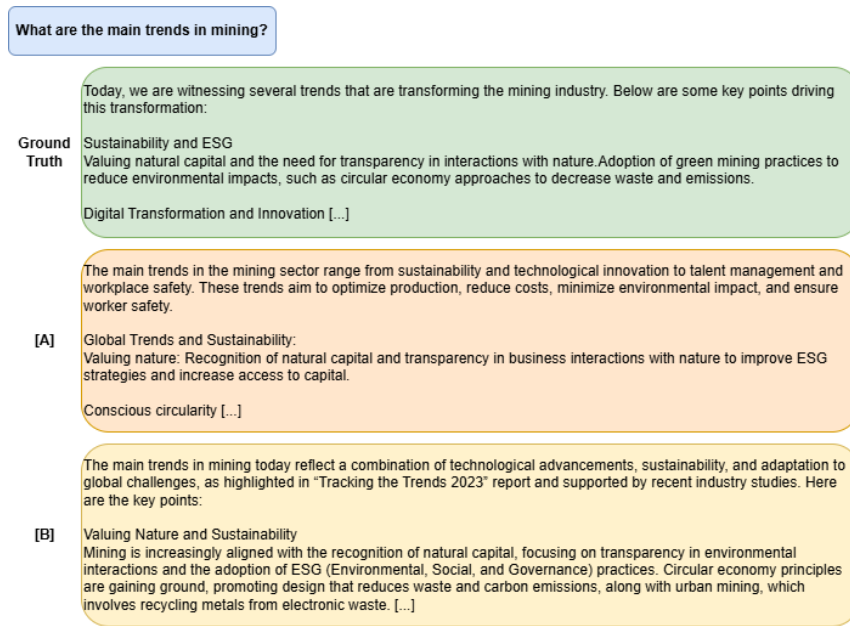 What are the main trends in mining?
Today, we are witnessing several trends that are transforming the mining industry. Below are some key points driving
this transformation:
Ground
Truth
Sustainability and ESG
Valuing natural capital and the need for transparency in interactions with nature.Adoption of green mining practices to
reduce environmental impacts, such as circular economy approaches to decrease waste and emissions.
Digital Transformation and Innovation [...]
The main trends in the mining sector range from sustainability and technological innovation to talent management and
workplace safety. These trends aim to optimize production, reduce costs, minimize environmental impact, and ensure
worker safety.
[A]
Global Trends and Sustainability:
Valuing nature: Recognition of natural capital and transparency in business interactions with nature to improve ESG
strategies and increase access to capital.
Conscious circularity [...]
The main trends in mining today reflect a combination of technological advancements, sustainability, and adaptation to
global challenges, as highlighted in “Tracking the Trends 2023” report and supported by recent industry studies. Here
are the key points:
[B]
Valuing Nature and Sustainability
Mining is increasingly aligned with the recognition of natural capital, focusing on transparency in environmental
interactions and the adoption of ESG (Environmental, Social, and Governance) practices. Circular economy principles
are gaining ground, promoting design that reduces waste and carbon emissions, along with urban mining, which
involves recycling metals from electronic waste. [...]